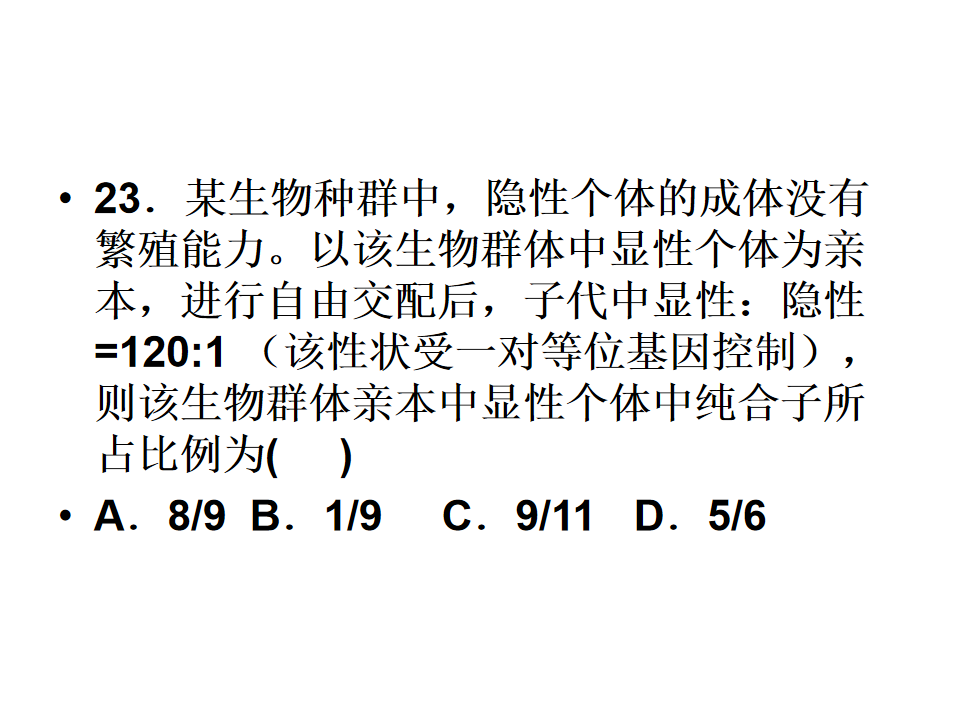 • 23．某生物种群中，隐性个体的成体没有
繁殖能力。以该生物群体中显性个体为亲
本，进行自由交配后，子代中显性：隐性
=120:1 （该性状受一对等位基因控制），
则该生物群体亲本中显性个体中纯合子所
占比例为( )
• A．8/9 B．1/9 C．9/11 D．5/6